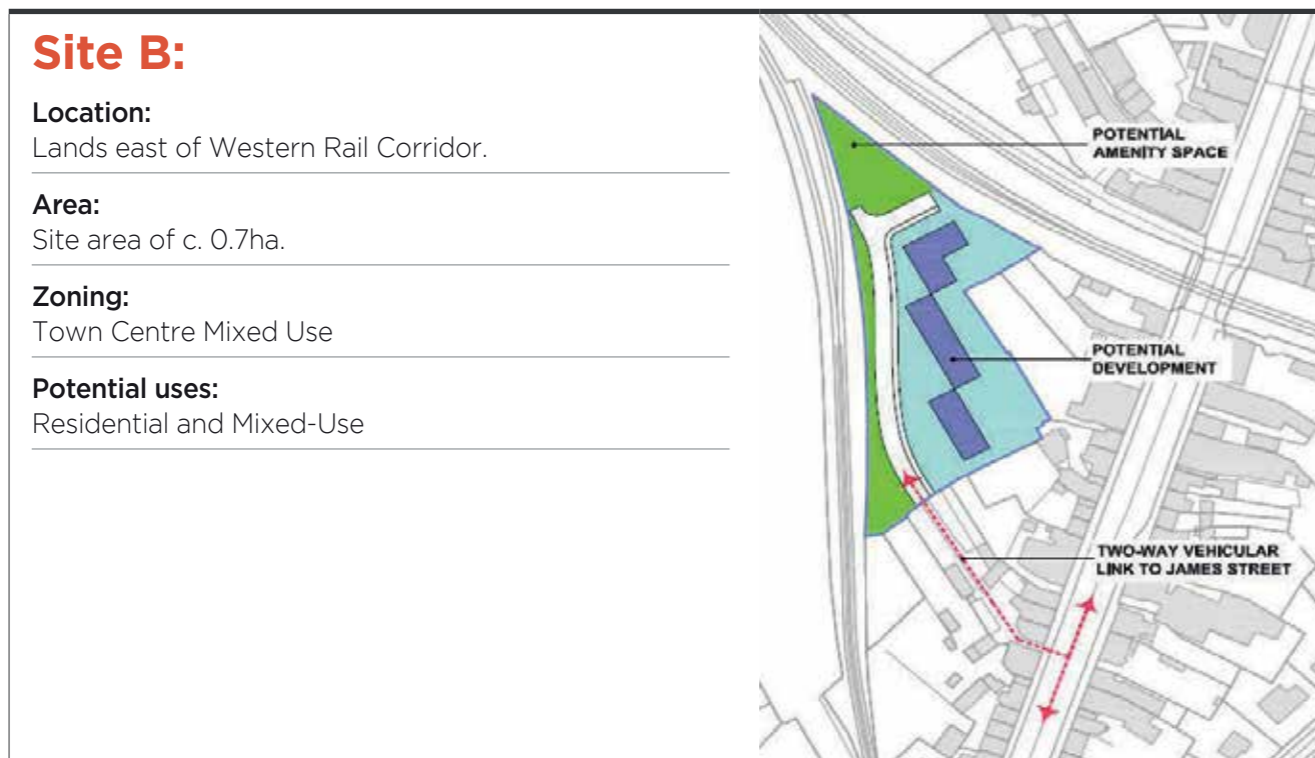 Site B:
Location:
Lands east of Western Rail Corridor.
Area:
Site area of c. 0.7ha.
Zoning:
Town Centre Mixed Use
Potential uses:
Residential and Mixed-Use
POTENTIAL
AMENITY SPACE
POTENTIAL
DEVELOPMENT
TWO-WAY VEHICULAR
LINK TO JAMES STREET